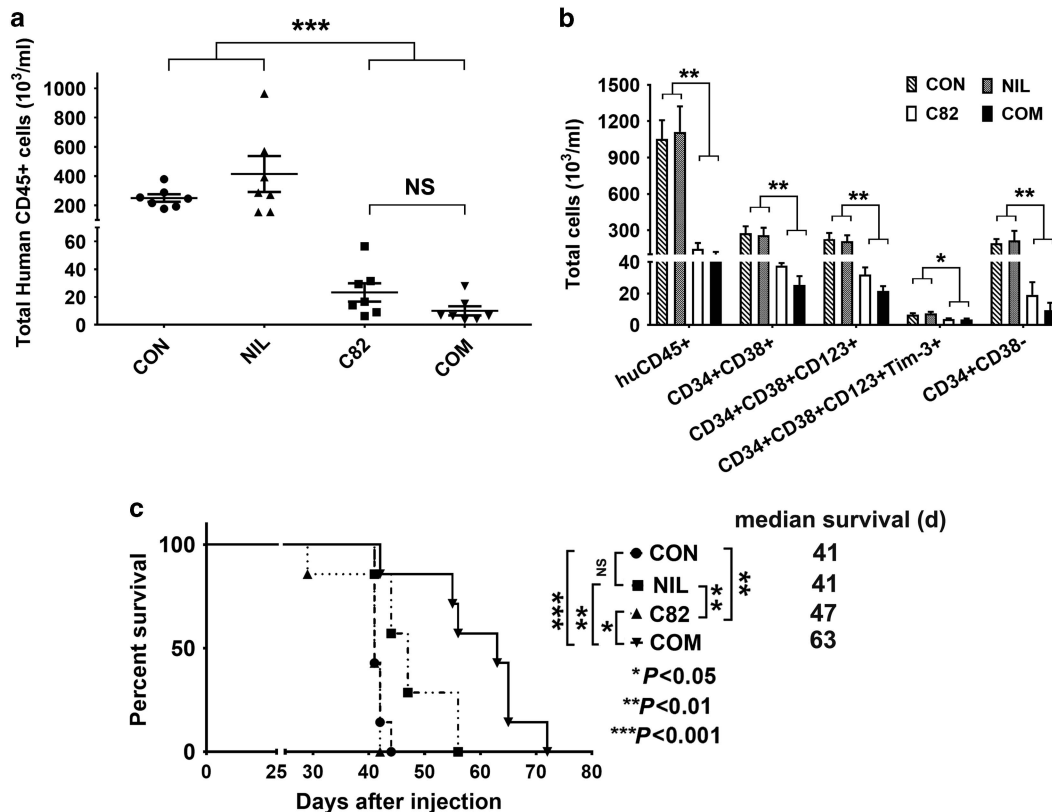 a
***
Total Human CD45+ cells (10³/ml)
1000
800
600
400
200
60
40
20
0
NS
CON
NIL
C82
COM
b
Total cells (10³/ml)
1500
1200
900
600
300
40
20
0
CON
NIL
C82
COM
**
**
**
*
**
huCD45+
CD34+CD38+
CD34+CD38+CD123+
CD34+CD38+CD123+Tim-3+
CD34+CD38-
c
Percent survival
100
50
0
0
25
30
40
50
60
70
80
Days after injection
median survival (d)
CON
41
NIL
41
C82
47
COM
63
***
**
*
NS
**
**
*P<0.05
**P<0.01
***P<0.001